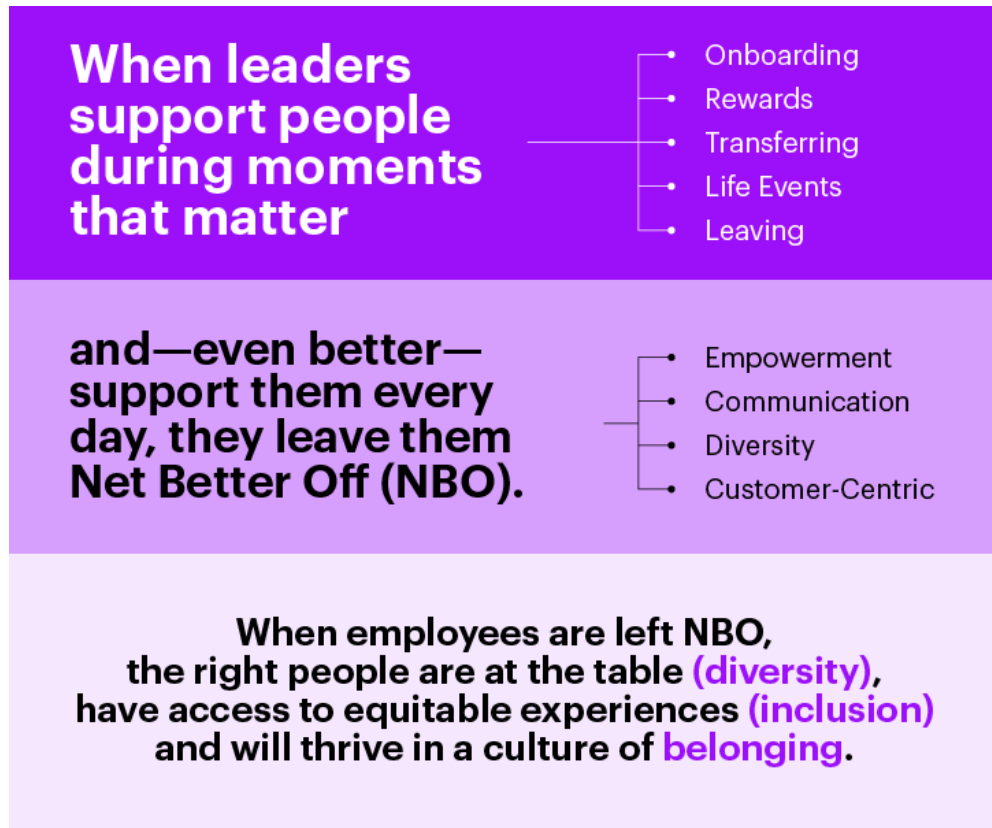 When leaders
support people
during moments
that matter
Onboarding
Rewards
Transferring
Life Events
Leaving
and—even better—
support them every
day, they leave them
Net Better Off (NBO).
Empowerment
Communication
Diversity
Customer-Centric
When employees are left NBO,
the right people are at the table (diversity),
have access to equitable experiences (inclusion)
and will thrive in a culture of belonging.